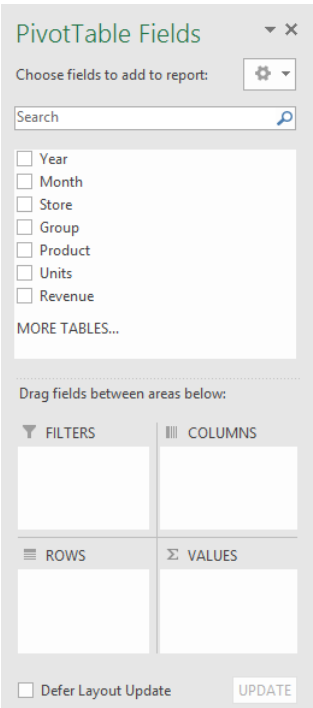 PivotTable Fields
Choose fields to add to report:
Search
Year
Month
Store
Group
Product
Units
Revenue
MORE TABLES...
Drag fields between areas below:
FILTERS
COLUMNS
ROWS
Σ VALUES
Defer Layout Update
UPDATE